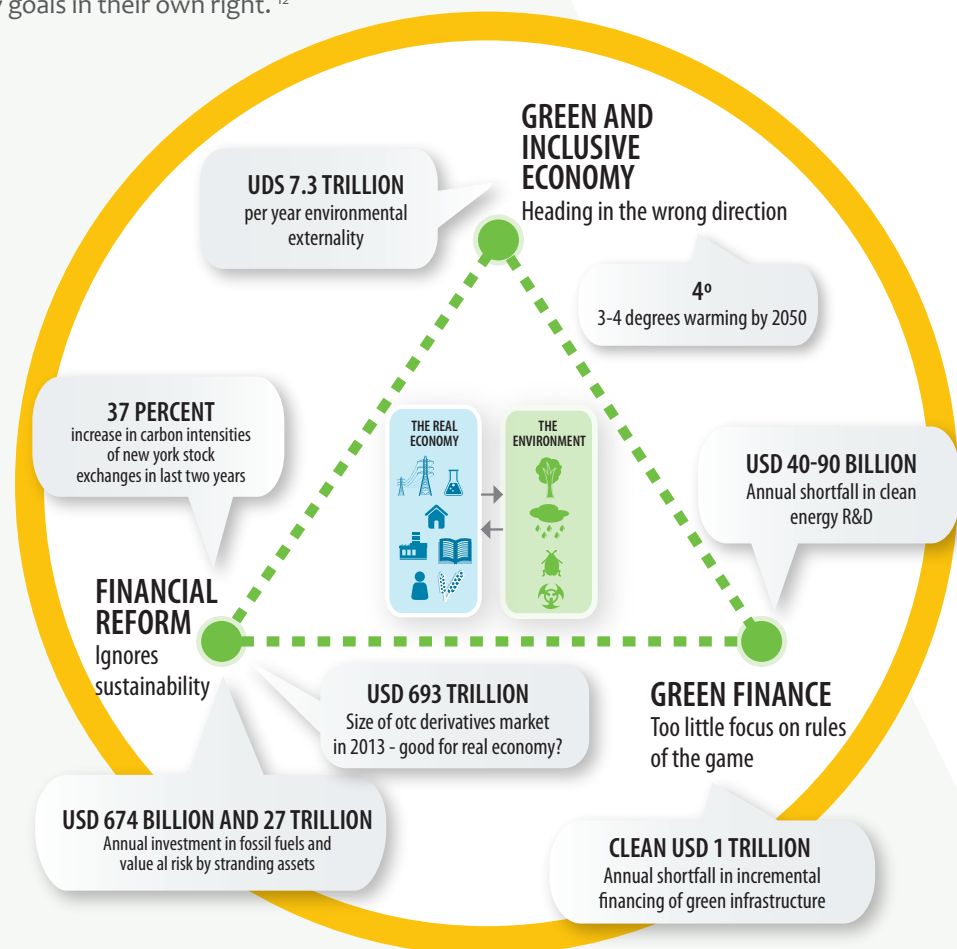 goals in their own right. 12
GREEN AND
INCLUSIVE
ECONOMY
Heading in the wrong direction
UDS 7.3 TRILLION
per year environmental
externality
4º
3-4 degrees warming by 2050
37 PERCENT
increase in carbon intensities
of new york stock
exchanges in last two years
THE REAL
ECONOMY
THE
ENVIRONMENT
USD 40-90 BILLION
Annual shortfall in clean
energy R&D
FINANCIAL
REFORM
Ignores
sustainability
USD 693 TRILLION
Size of otc derivatives market
in 2013 - good for real economy?
GREEN FINANCE
Too little focus on rules
of the game
USD 674 BILLION AND 27 TRILLION
Annual investment in fossil fuels and
value al risk by stranding assets
CLEAN USD 1 TRILLION
Annual shortfall in incremental
financing of green infrastructure